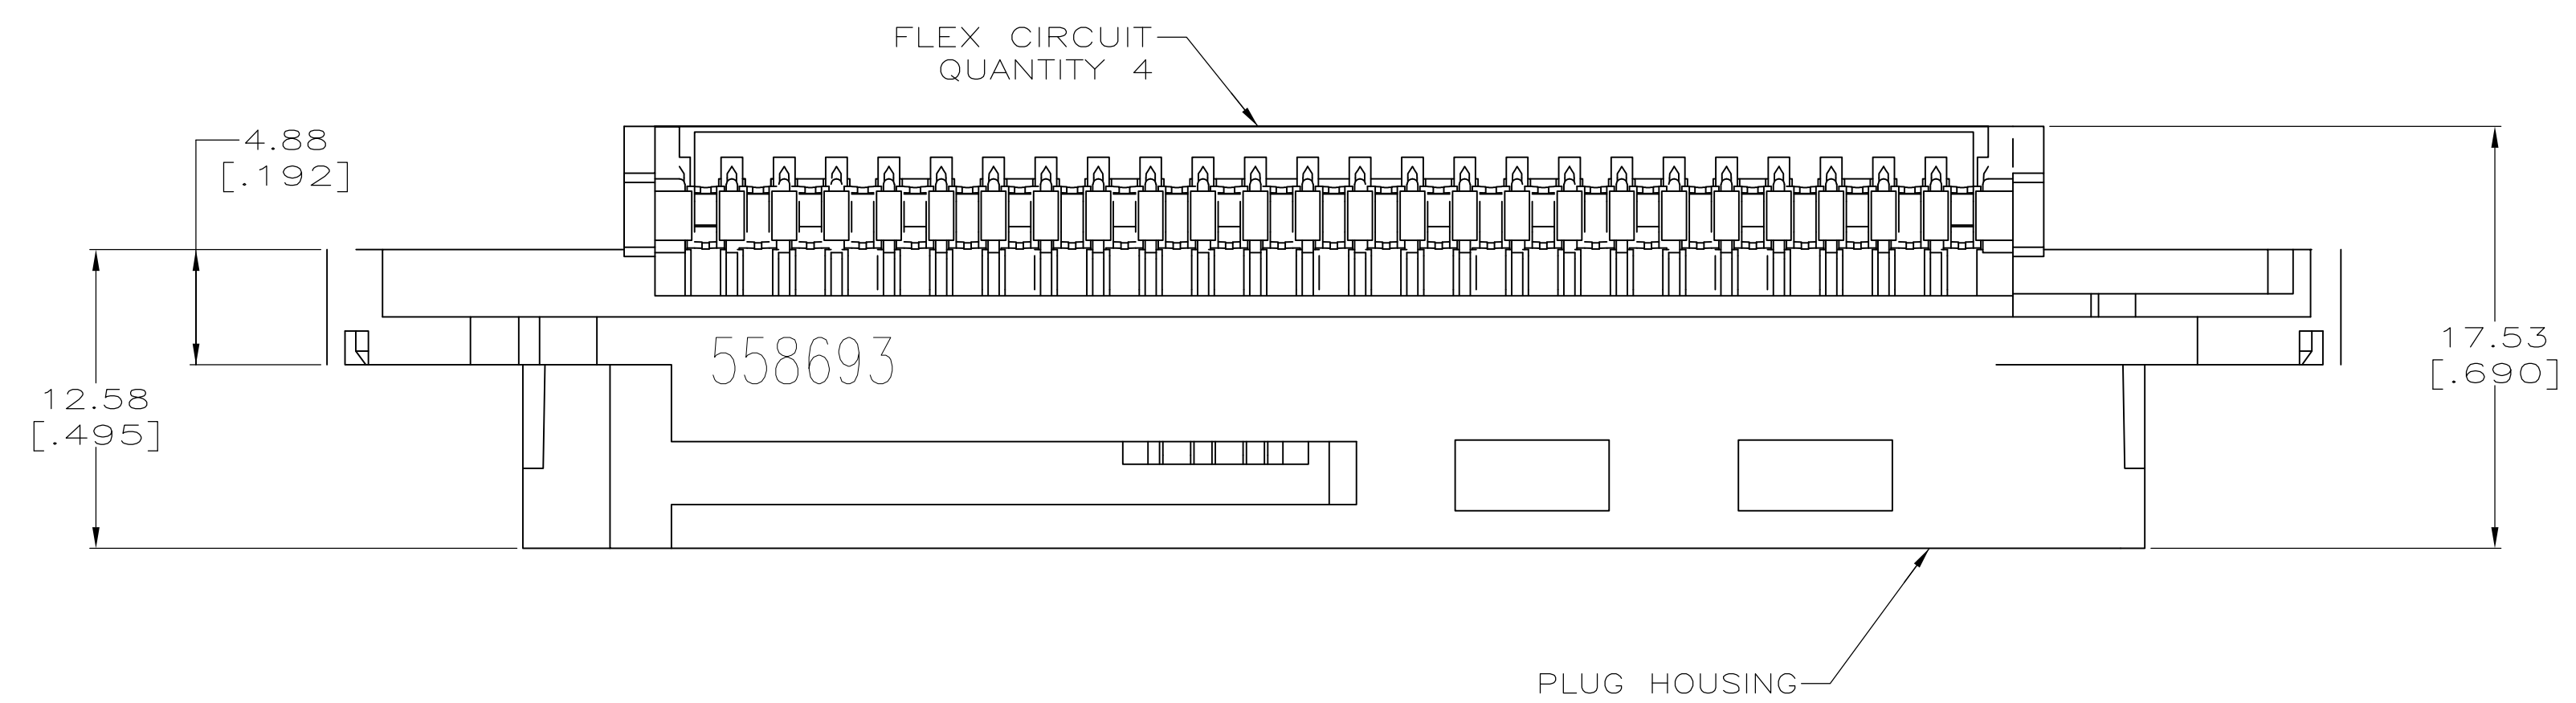 FLEX CIRCUIT
QUANTITY 4
4.88
[.192]
558693
17.53
[.690]
12.58
[.495]
PLUG HOUSING